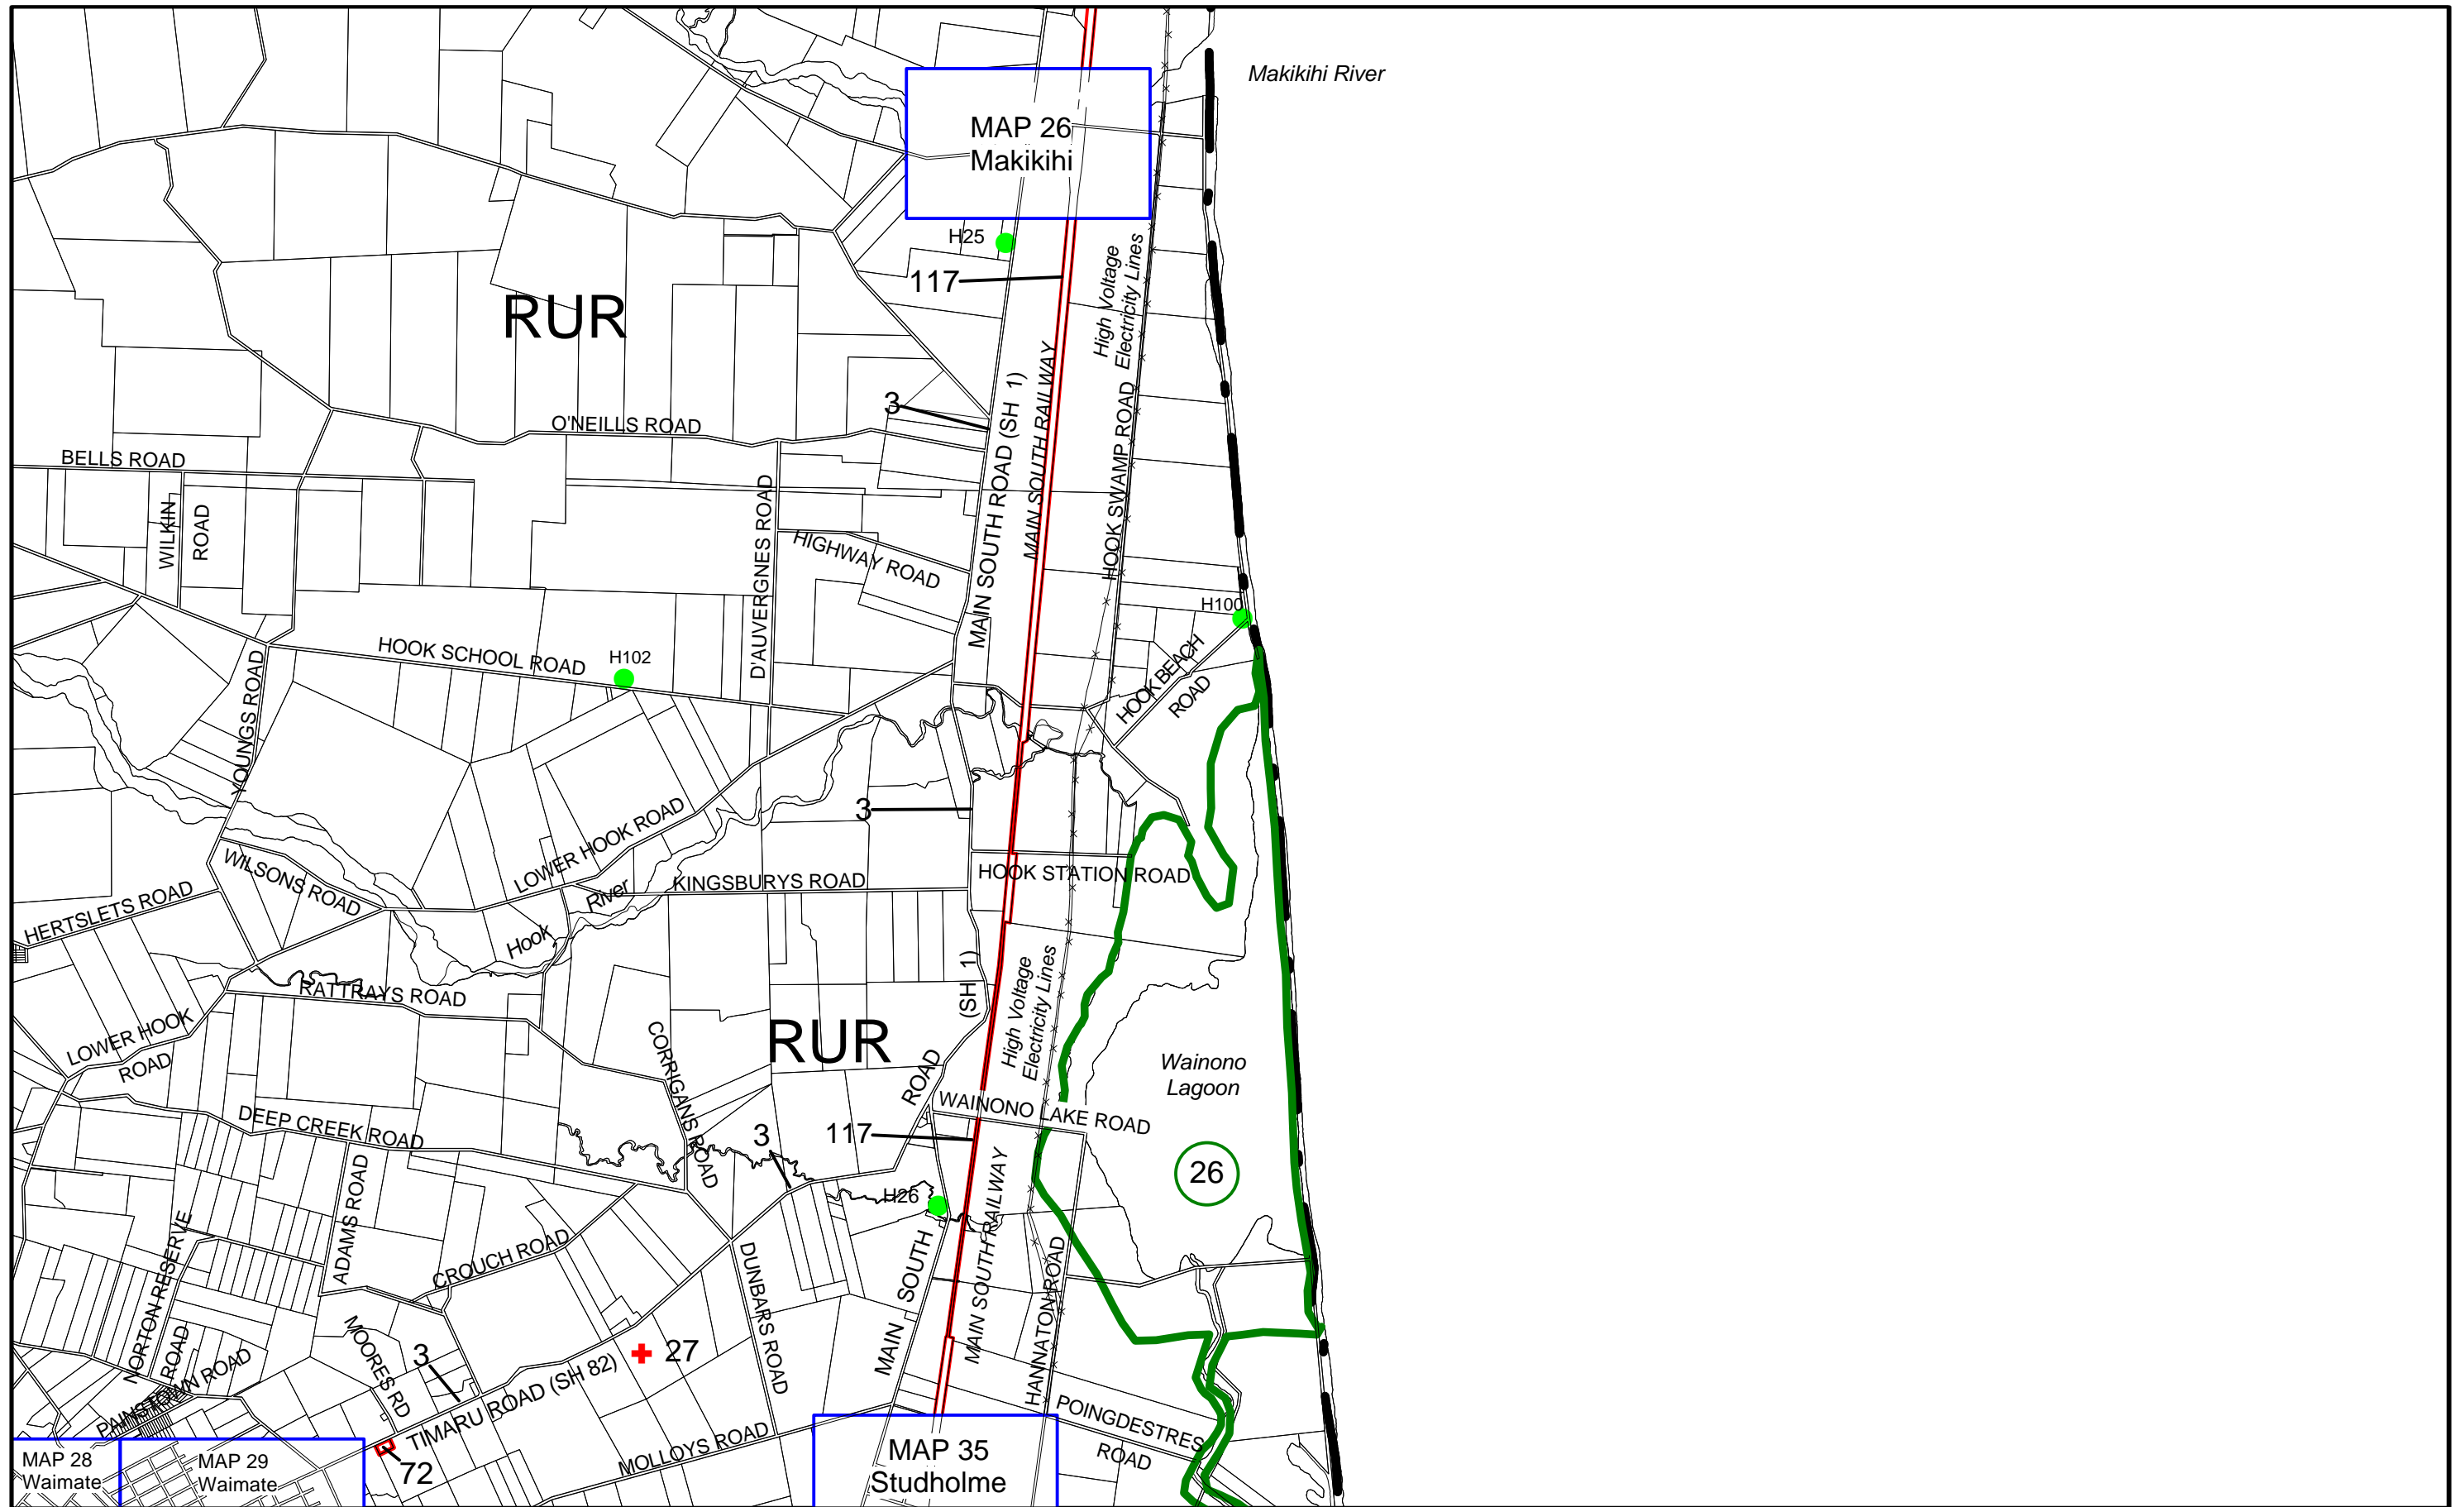 Makikihi River
MAP 26
Makikihi
H25
117
High Voltage
Electricity Lines
RUR
MAIN SOUTH ROAD (SH 1)
MAIN SOUTH RAILWAY
HOOK SWAMP ROAD
3
O'NEILLS ROAD
BELLS ROAD
WILKIN
ROAD
D'AUVERGNES ROAD
HIGHWAY ROAD
H100
HOOK BEACH
ROAD
HOOK SCHOOL ROAD
H102
YOUNGS ROAD
3
LOWER HOOK ROAD
WILSONS ROAD
HERTSLETS ROAD
KINGSBURYS ROAD
HOOK STATION ROAD
Hook
River
RATTRAYS ROAD
(SH 1)
High Voltage
Electricity Lines
LOWER HOOK
ROAD
CORRIGANS ROAD
RUR
ROAD
Wainono
Lagoon
WAINONO LAKE ROAD
DEEP CREEK ROAD
3
117
26
ADAMS ROAD
H26
NORTON RESERVE
ROAD
CROUCH ROAD
DUNBARS ROAD
MAIN SOUTH
MAIN SOUTH RAILWAY
HANNATON ROAD
MOORES RD
3
27
PAINSTOWN ROAD
TIMARU ROAD (SH 82)
72
MOLLOYS ROAD
POINGDESTRES
ROAD
MAP 28
Waimate
MAP 29
Waimate
MAP 35
Studholme